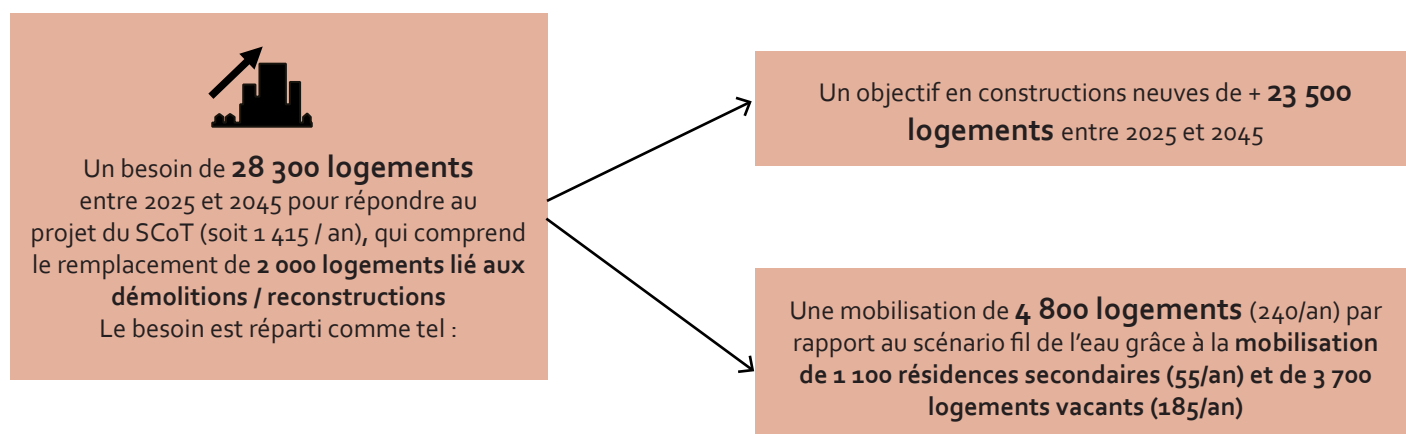 Un besoin de 28 300 logements
entre 2025 et 2045 pour répondre au
projet du SCoT (soit 1 415 / an), qui comprend
le remplacement de 2 000 logements lié aux
démolitions / reconstructions
Le besoin est réparti comme tel :
Un objectif en constructions neuves de + 23 500
logements entre 2025 et 2045
Une mobilisation de 4 800 logements (240/an) par
rapport au scénario fil de l’eau grâce à la mobilisation
de 1 100 résidences secondaires (55/an) et de 3 700
logements vacants (185/an)